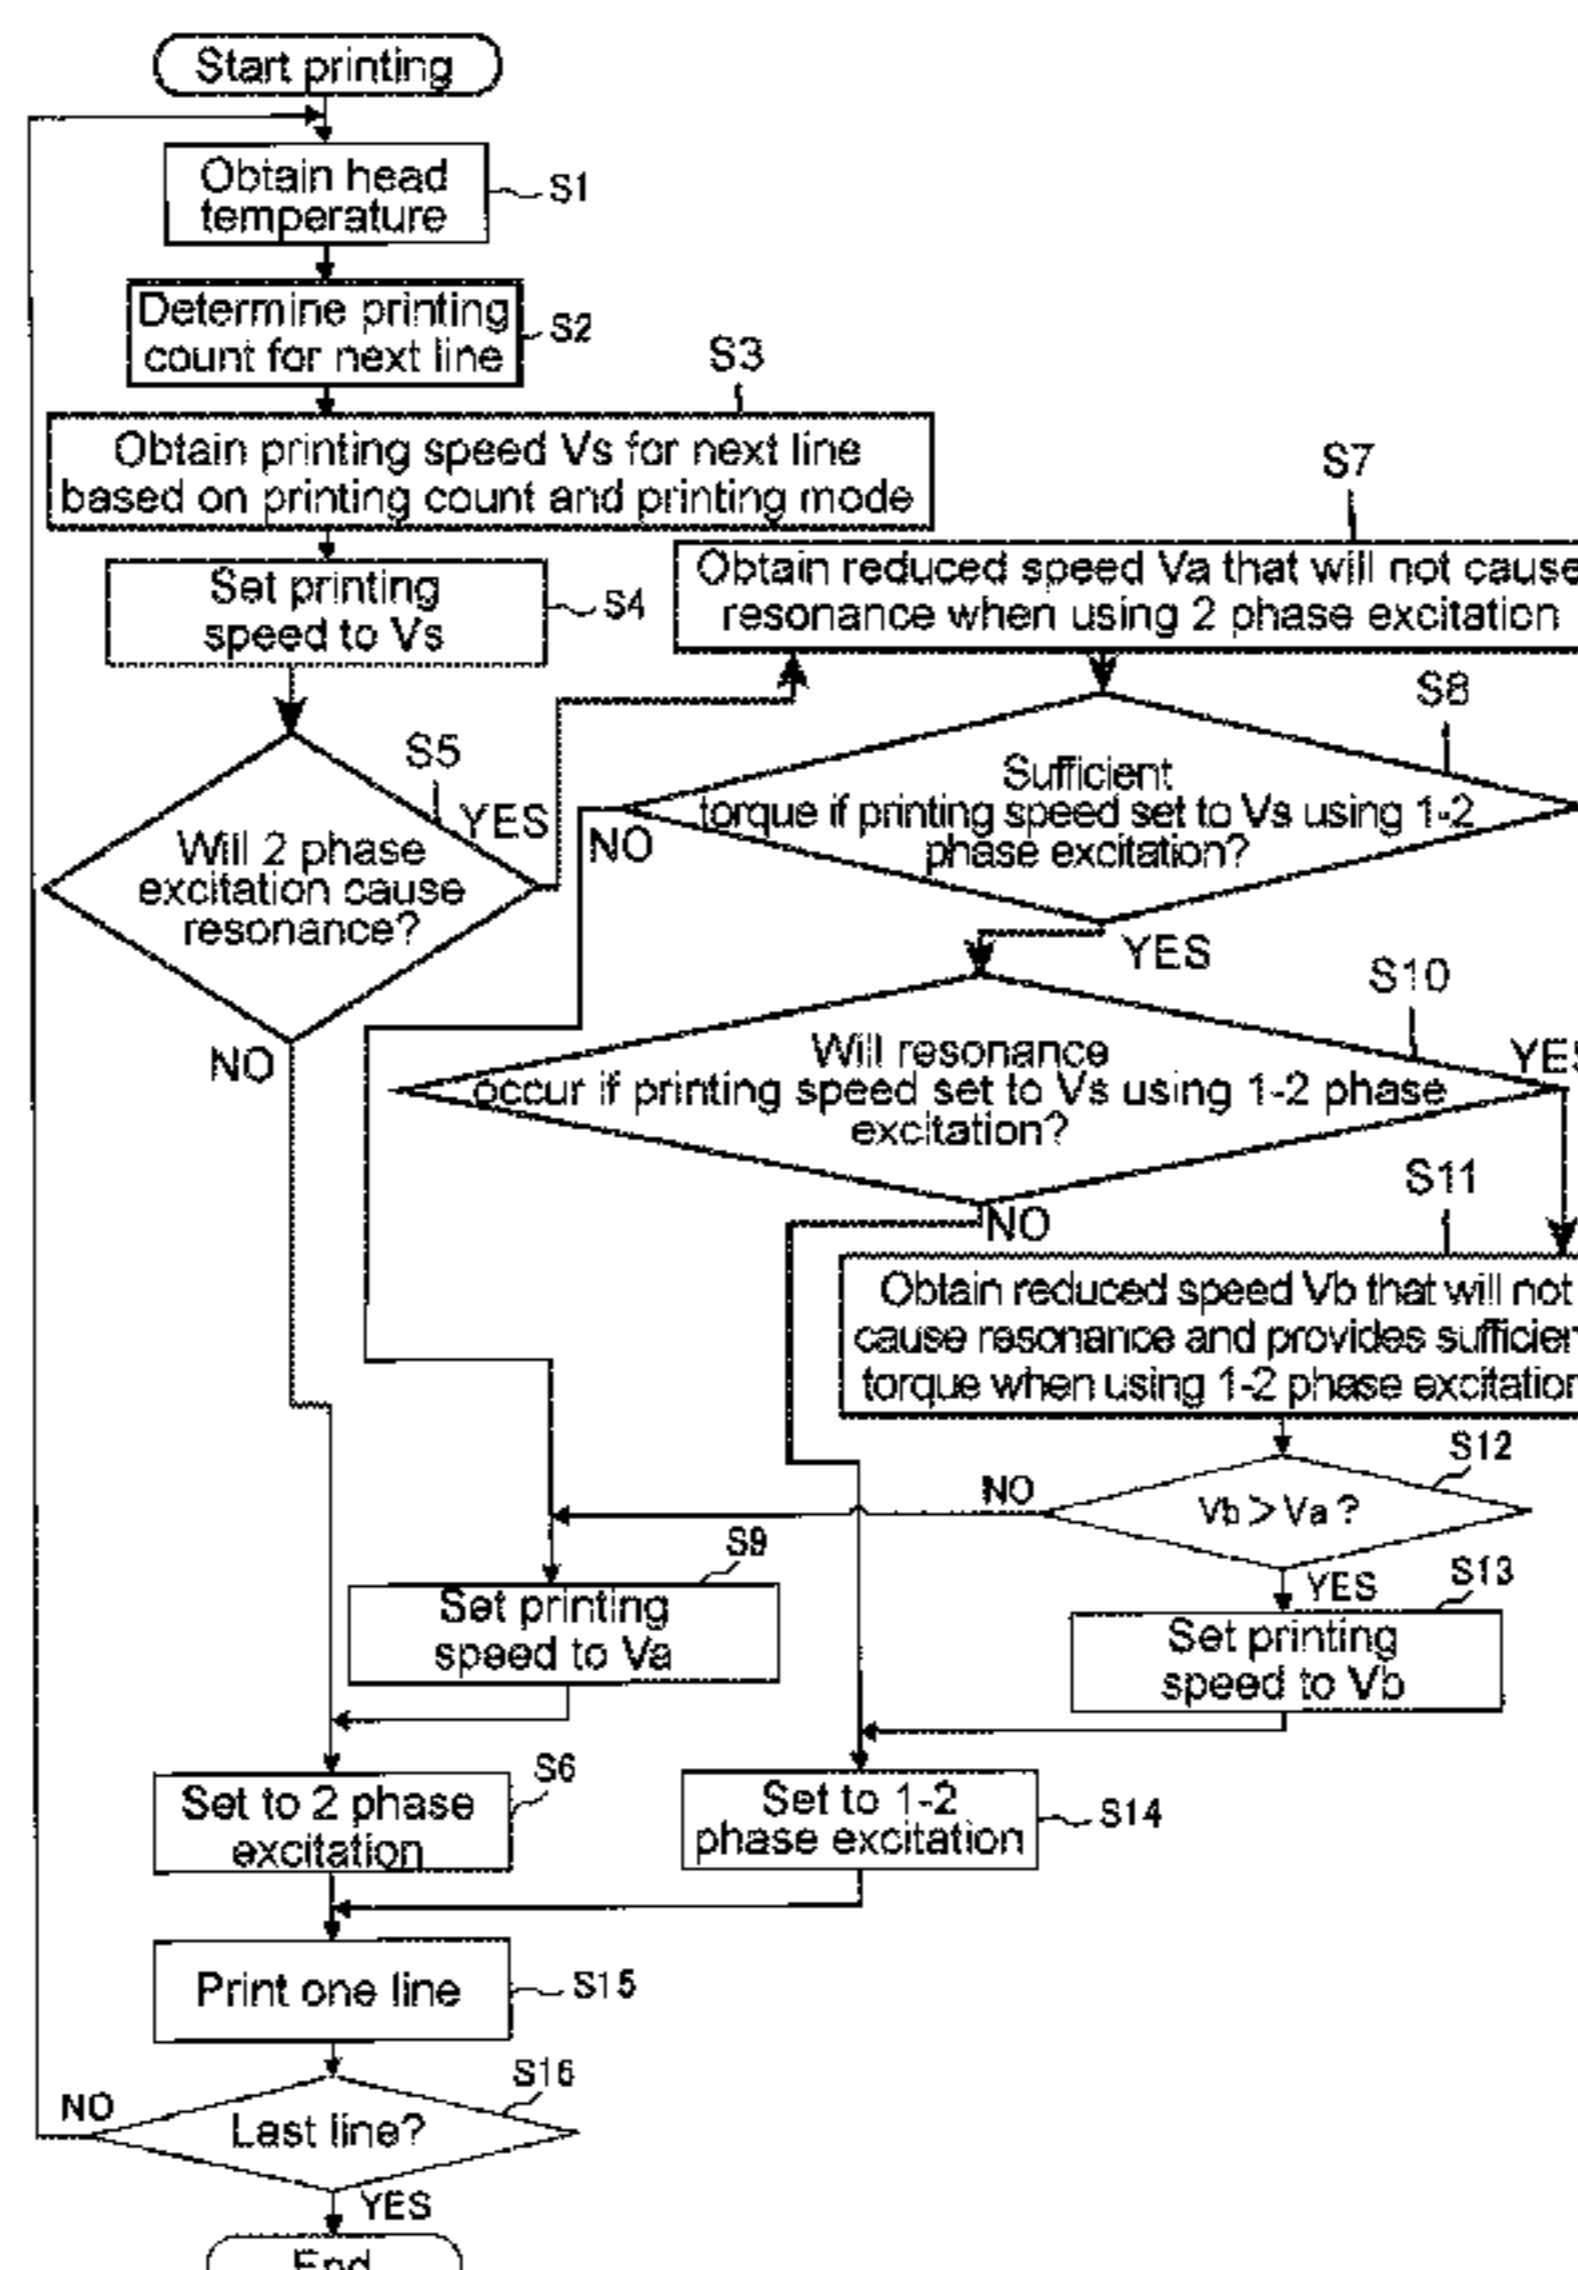 Start printing
Obtain head
temperature
S1
Determine printing
count for next line
S2
S3
Obtain printing speed Vs for next line
based on printing count and printing mode
Set printing
speed to Vs
S4
S5
Will 2 phase
excitation cause
resonance?
YES
NO
S7
Obtain reduced speed Va that will not cause
resonance when using 2 phase excitation
S8
Sufficient
torque if printing speed set to Vs using 1-2
phase excitation?
NO
YES
S10
Will resonance
occur if printing speed set to Vs using 1-2 phase
excitation?
YES
NO
S11
Obtain reduced speed Vb that will not
cause resonance and provides sufficien
torque when using 1-2 phase excitation
S12
Vb > Va ?
NO
YES
S9
Set printing
speed to Va
S13
Set printing
speed to Vb
S6
Set to 2 phase
excitation
Set to 1-2
phase excitation
S14
Print one line
S15
S16
Last line?
NO
YES
End